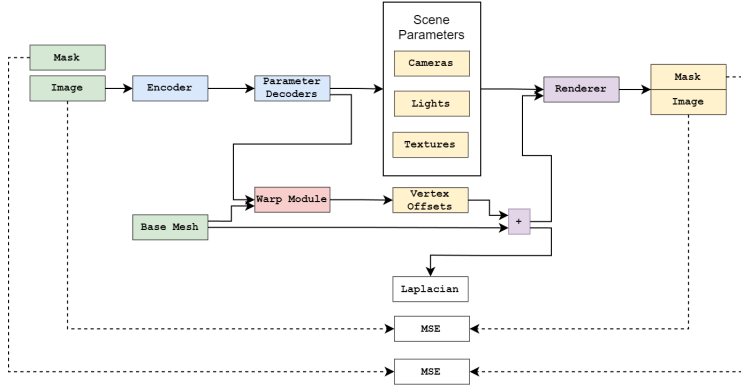 Scene
Parameters
Mask
Image
Encoder
Parameter
Decoders
Cameras
Lights
Textures
Renderer
Mask
Image
Warp Module
Vertex
Offsets
Base Mesh
+
Laplacian
MSE
MSE